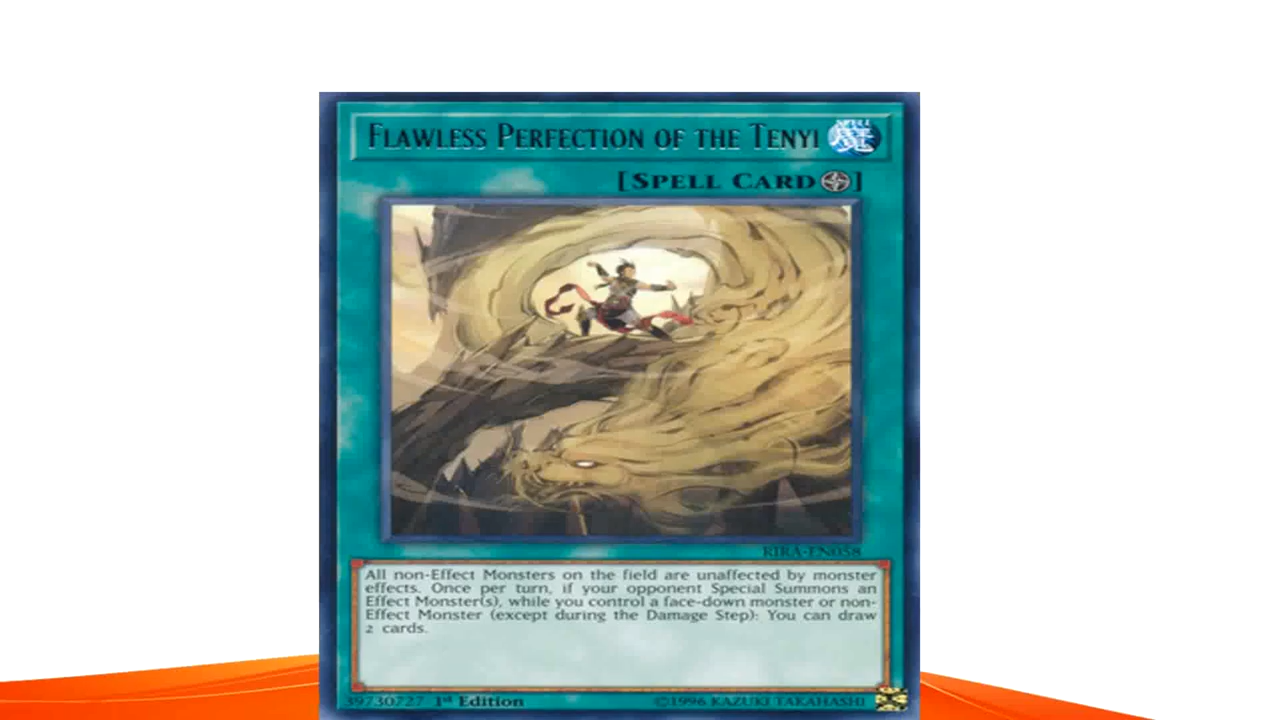 FLAWLESS PERFECTION OF THE TENYI
SPELL
[SPELL CARD]
RIRA-EN058
All non-Effect Monsters on the field are unaffected by monster
effects. Once per turn, if your opponent Special Summons an
Effect Monster(s), while you control a face-down monster or non-
Effect Monster (except during the Damage Step): You can draw
2 cards.
39730727 1st Edition
©1996 KAZUKI TAKAHASHI